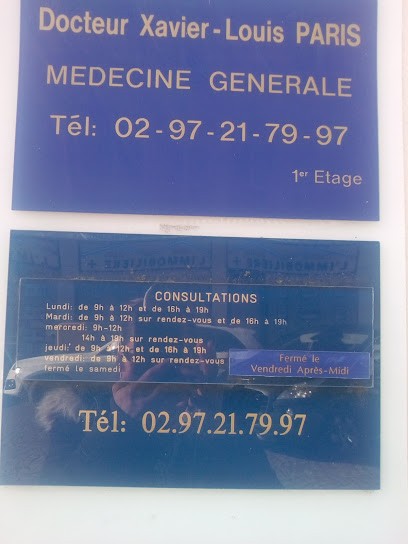 Docteur Xavier-Louis PARIS
MEDECINE GENERALE
Tél: 02-97-21-79-97
1er Etage
L'IMMOBILIERE +
CONSULTATIONS
Lundi: de 9h à 12h et de 16h à 19h
Mardi: de 9h à 12h sur rendez-vous et de 16h à 19h
mercredi: 9h-12h
14h à 19h sur rendez-vous
jeudi: de 9h à 12h et de 16h à 19h
vendredi: de 9h à 12h sur rendez-vous
fermé le samedi
Fermé le
Vendredi Après-Midi
Tél: 02.97.21.79.97